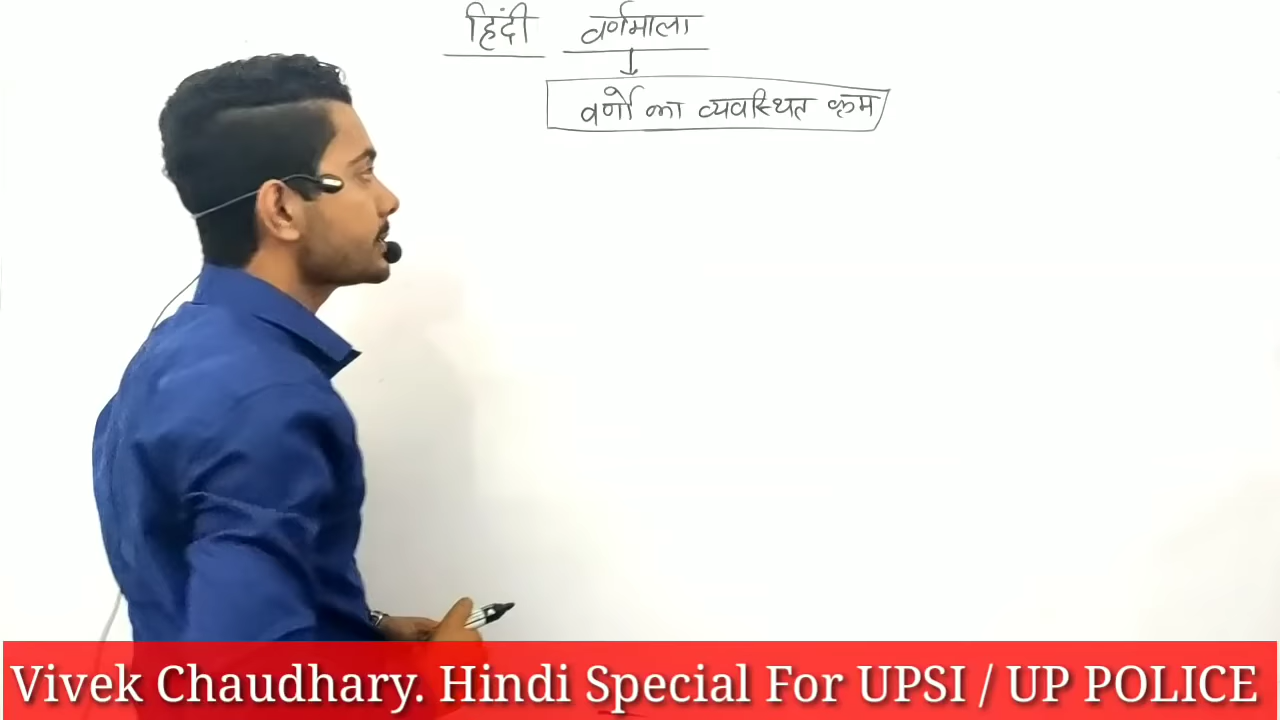 हिंदी वर्णमाला
वर्णो का व्यवस्थित क्रम
Vivek Chaudhary. Hindi Special For UPSI / UP POLICE